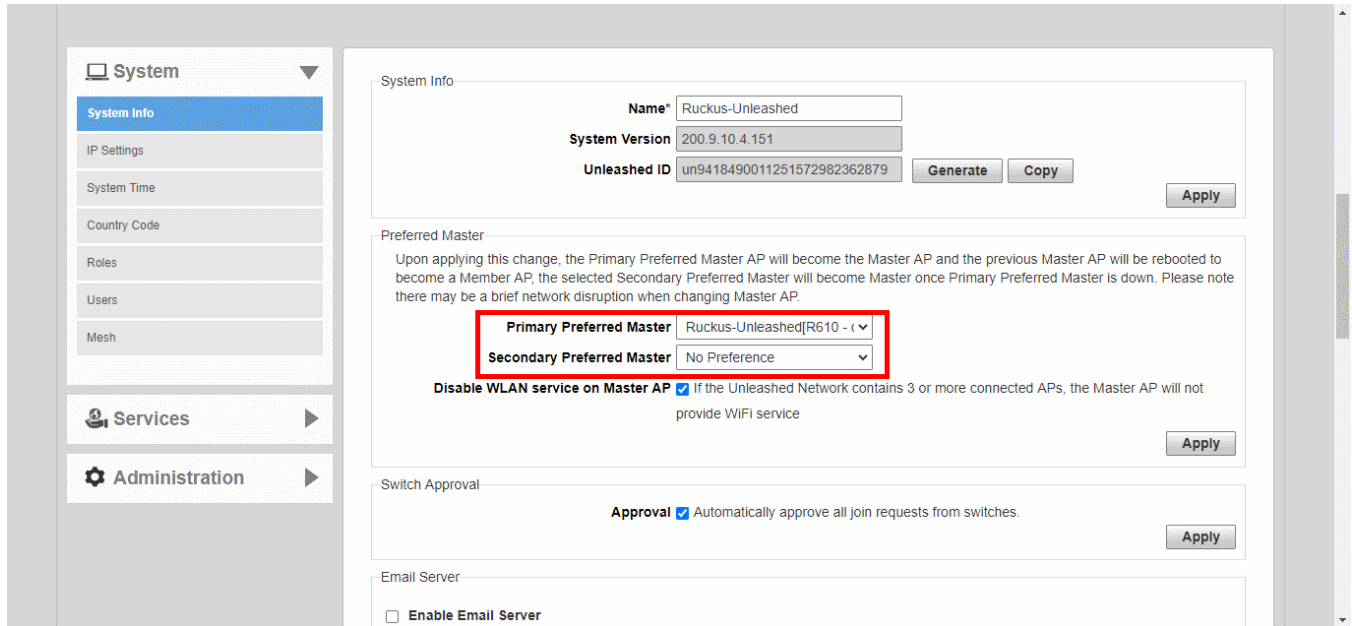 System
System Info
IP Settings
System Time
Country Code
Roles
Users
Mesh
Services
Administration
System Info
Name* Ruckus-Unleashed
System Version 200.9.10.4.151
Unleashed ID un94184900112515729823628​79 Generate Copy
Apply
Preferred Master
Upon applying this change, the Primary Preferred Master AP will become the Master AP and the previous Master AP will be rebooted to
become a Member AP, the selected Secondary Preferred Master will become Master once Primary Preferred Master is down. Please note
there may be a brief network disruption when changing Master AP.
Primary Preferred Master Ruckus-Unleashed[R610 - 
Secondary Preferred Master No Preference
Disable WLAN service on Master AP If the Unleashed Network contains 3 or more connected APs, the Master AP will not
provide WiFi service
Apply
Switch Approval
Approval Automatically approve all join requests from switches.
Apply
Email Server
Enable Email Server